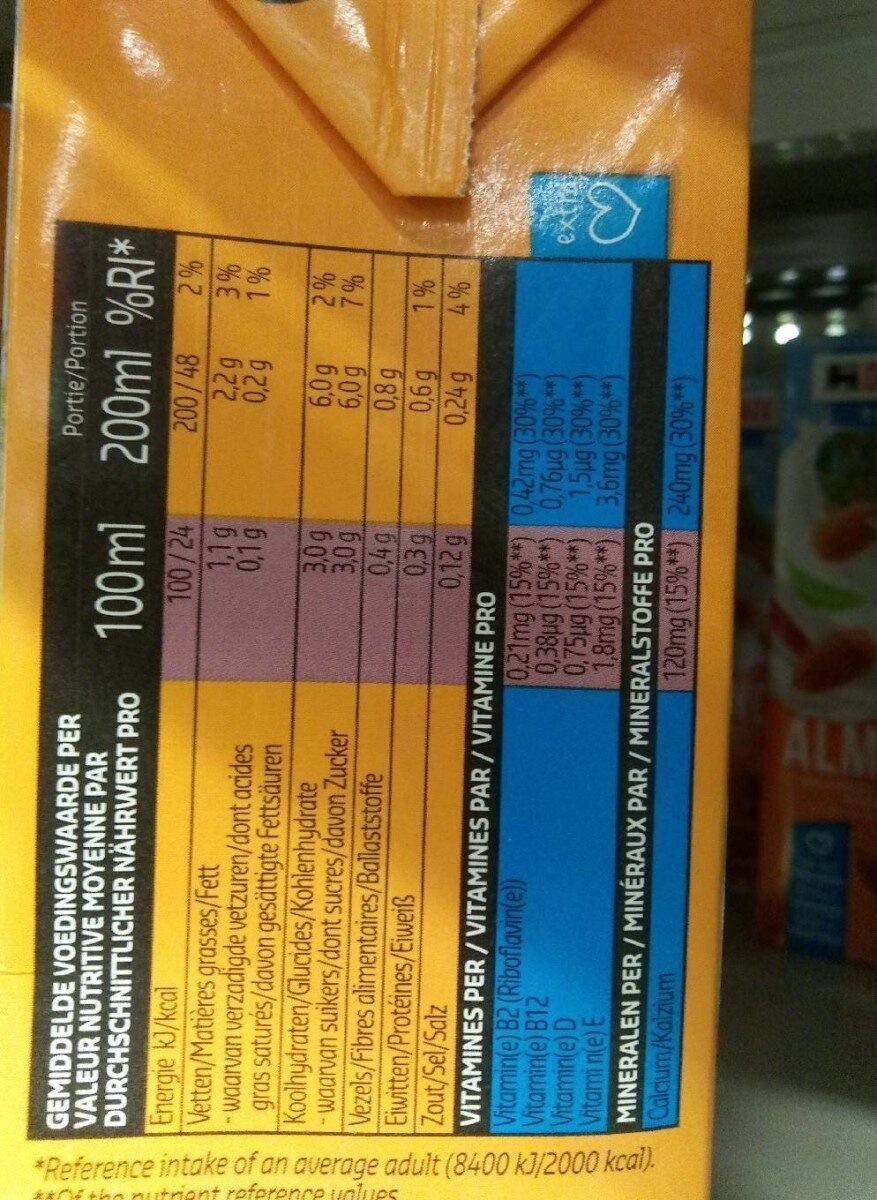 GEMIDDELDE VOEDINGSWAARDE PER
VALEUR NUTRITIVE MOYENNE PAR
DURCHSCHNITTLICHER NÄHRWERT PRO
Portie/Portion
100ml 200ml %RI*
Energie kJ/kcal 100/24 200/48 2%
Vetten/Matières grasses/Fett 1,1g 2,2g 3%
- waarvan verzadigde vetzuren/dont acides 0,1g 0,2g 1%
gras saturés/davon gesättigte Fettsäuren
Koolhydraten/Glucides/Kohlenhydrate 3,0g 6,0g 2%
- waarvan suikers/dont sucres/davon Zucker 3,0g 6,0g 7%
Vezels/Fibres alimentaires/Ballaststoffe 0,4g 0,8g
Eiwitten/Protéines/Eiweiß 0,3g 0,6g 1%
Zout/Sel/Salz 0,12g 0,24g 4%
VITAMINES PER / VITAMINES PAR / VITAMINE PRO
extra
Vitamin(e) B2 (Riboflavin(e)) 0,21mg (15%**) 0,42mg (30%**)
Vitamin(e) B12 0,38µg (15%**) 0,76µg (30%**)
Vitamin(e) D 0,75µg (15%**) 1,5µg (30%**)
Vitamin(e) E 1,8mg (15%**) 3,6mg (30%**)
MINERALEN PER / MINÉRAUX PAR / MINERALSTOFFE PRO
Calcium/Kalzium 120mg (15%**) 240mg (30%**)
*Reference intake of an average adult (8400 kJ/2000 kcal).
**Of the nutrient reference values